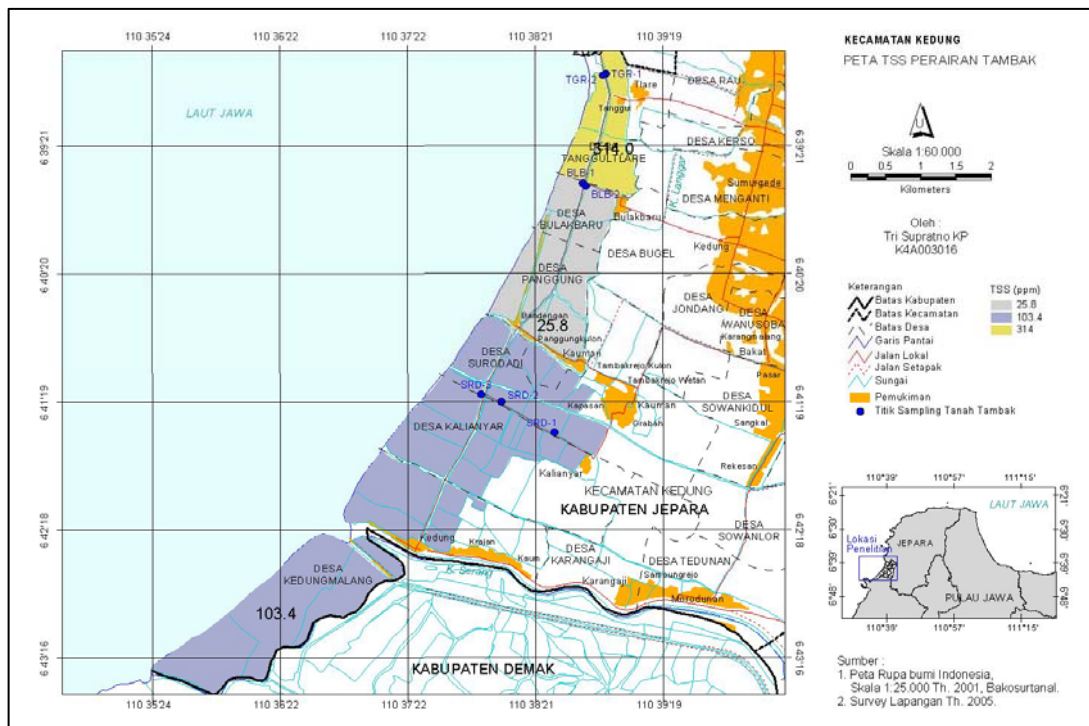 110 35'24 110 36'22 110 37'22 110 38'21 110 39'19
KECAMATAN KEDUNG
PETA TSS PERAIRAN TAMBAK
U
Skala 1:60 000
0 0.5 1 1.5 2
Kilometers
Oleh :
Tri Supratno KP
K4A003016
Keterangan
Batas Kabupaten
Batas Kecamatan
Batas Desa
Garis Pantai
Jalan Lokal
Jalan Setapak
Sungai
Pemukiman
Titik Sampling Tanah Tambak
TSS (ppm)
25.8
103.4
314
LAUT JAWA
TGR-2
TGR-1
Tlare
DESA RAU
Tanggul
6 39'21
6 39'21
DESA KERSO
314.0
TANGGULTLARE
BLB-1
BLB-2
K. Langgar
Sumurgede
DESA MENGANTI
DESA
BULAKBARU
Bulakbaru
Kedung
DESA BUGEL
6 40'20
6 40'20
DESA
PANGGUNG
DESA
JONDANG
DESA
WANUSOBA
Karangmalang
Bandengan
25.8
Panggungkulon
Kauman
Bakat
DESA
SURODADI
Tambakrejo Kulon
Tambakrejo Wetan
Pasar
SRD-3
SRD-2
6 41'19
6 41'19
Kapasan
Kauman
DESA
SOWANKIDUL
Grabah
Sangkal
DESA KALIANYAR
SRD-1
Kalianyar
Rekesan
KECAMATAN KEDUNG
KABUPATEN JEPARA
6 42'18
6 42'18
DESA
SOWANLOR
Kedung
Krajan
Kaum
DESA
KARANGAJI
DESA TEDUNAN
Sambungrejo
Karangaji
Merodunan
K. Serang
DESA
KEDUNGMALANG
103.4
6 43'16
6 43'16
KABUPATEN DEMAK
110 35'24 110 36'22 110 37'22 110 38'21 110 39'19
110°39' 110°57' 111°15'
6°21'
6°30'
6°39'
6°48'
6°21'
6°30'
6°39'
6°48'
LAUT JAWA
Lokasi
Penelitian
JEPARA
PULAU JAWA
110°39' 110°57' 111°15'
Sumber :
1. Peta Rupa bumi Indonesia,
Skala 1:25.000 Th. 2001, Bakosurtanal.
2. Survey Lapangan Th. 2005.